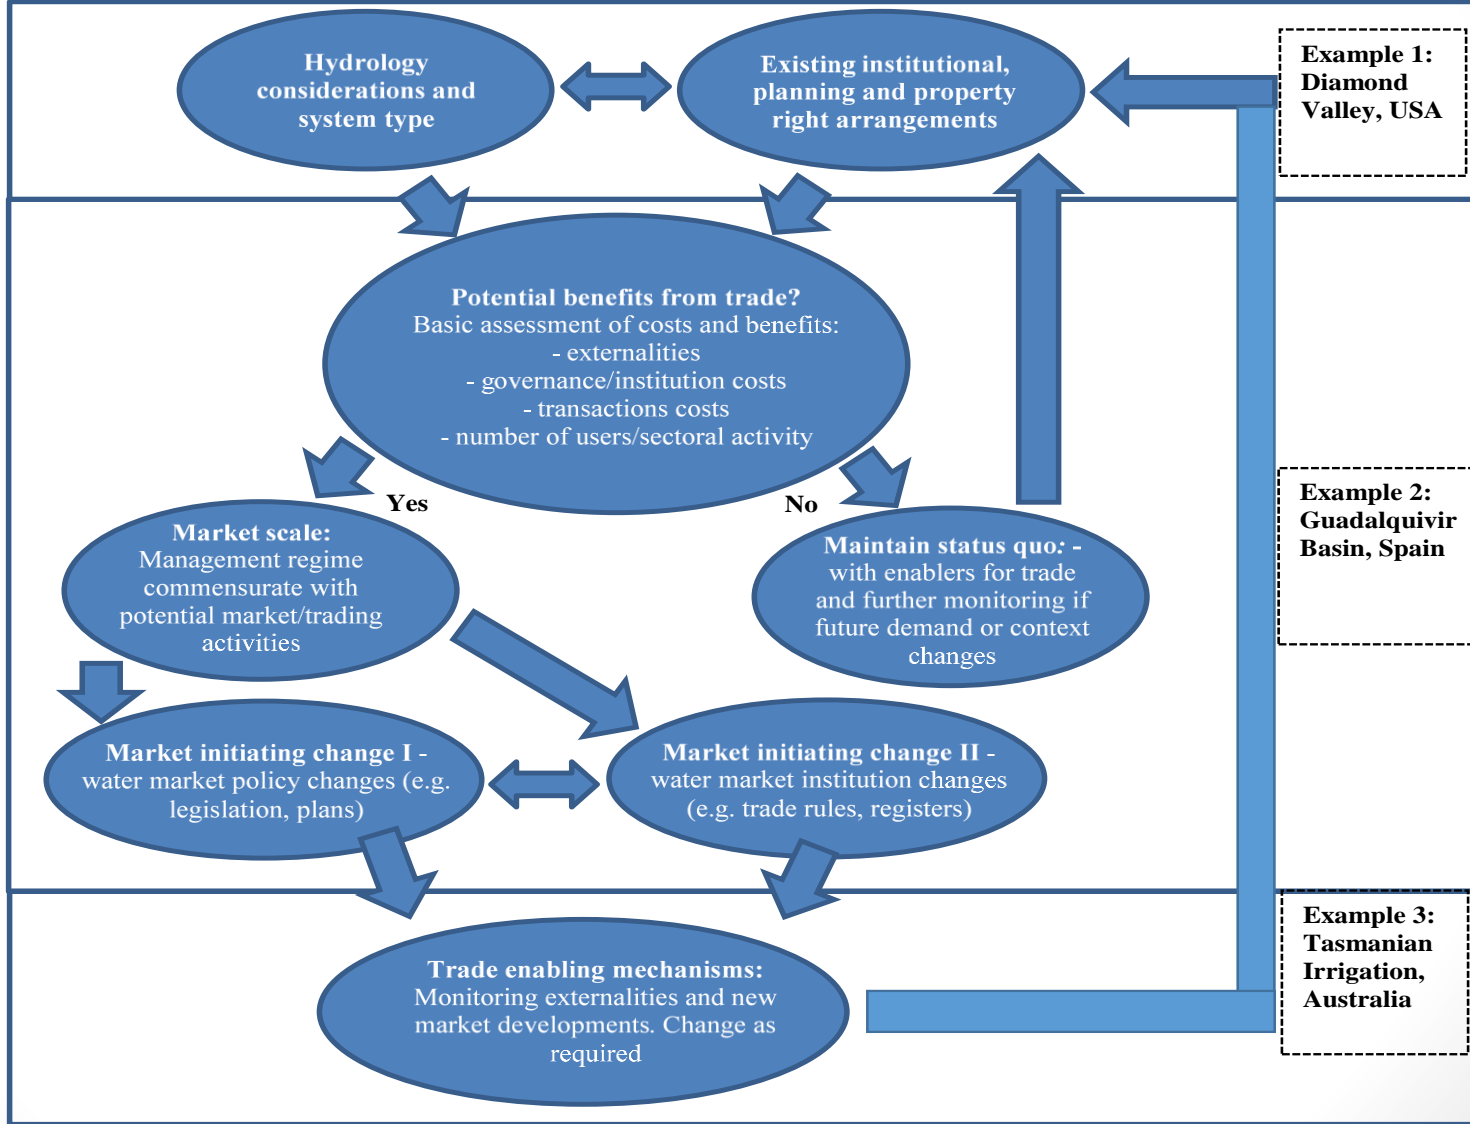 Hydrology
considerations and
system type
Existing institutional,
planning and property
right arrangements
Example 1:
Diamond
Valley, USA
Potential benefits from trade?
Basic assessment of costs and benefits:
- externalities
- governance/institution costs
- transactions costs
- number of users/sectoral activity
Yes
No
Market scale:
Management regime
commensurate with
potential market/trading
activities
Maintain status quo: -
with enablers for trade
and further monitoring if
future demand or context
changes
Example 2:
Guadalquivir
Basin, Spain
Market initiating change I -
water market policy changes (e.g.
legislation, plans)
Market initiating change II -
water market institution changes
(e.g. trade rules, registers)
Trade enabling mechanisms:
Monitoring externalities and new
market developments. Change as
required
Example 3:
Tasmanian
Irrigation,
Australia